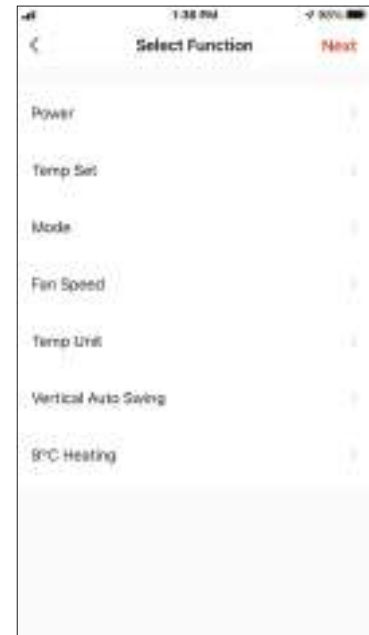 1:38 PM
Select Function
Next
Power
Temp Set
Mode
Fan Speed
Temp Unit
Vertical Auto Swing
8°C Heating